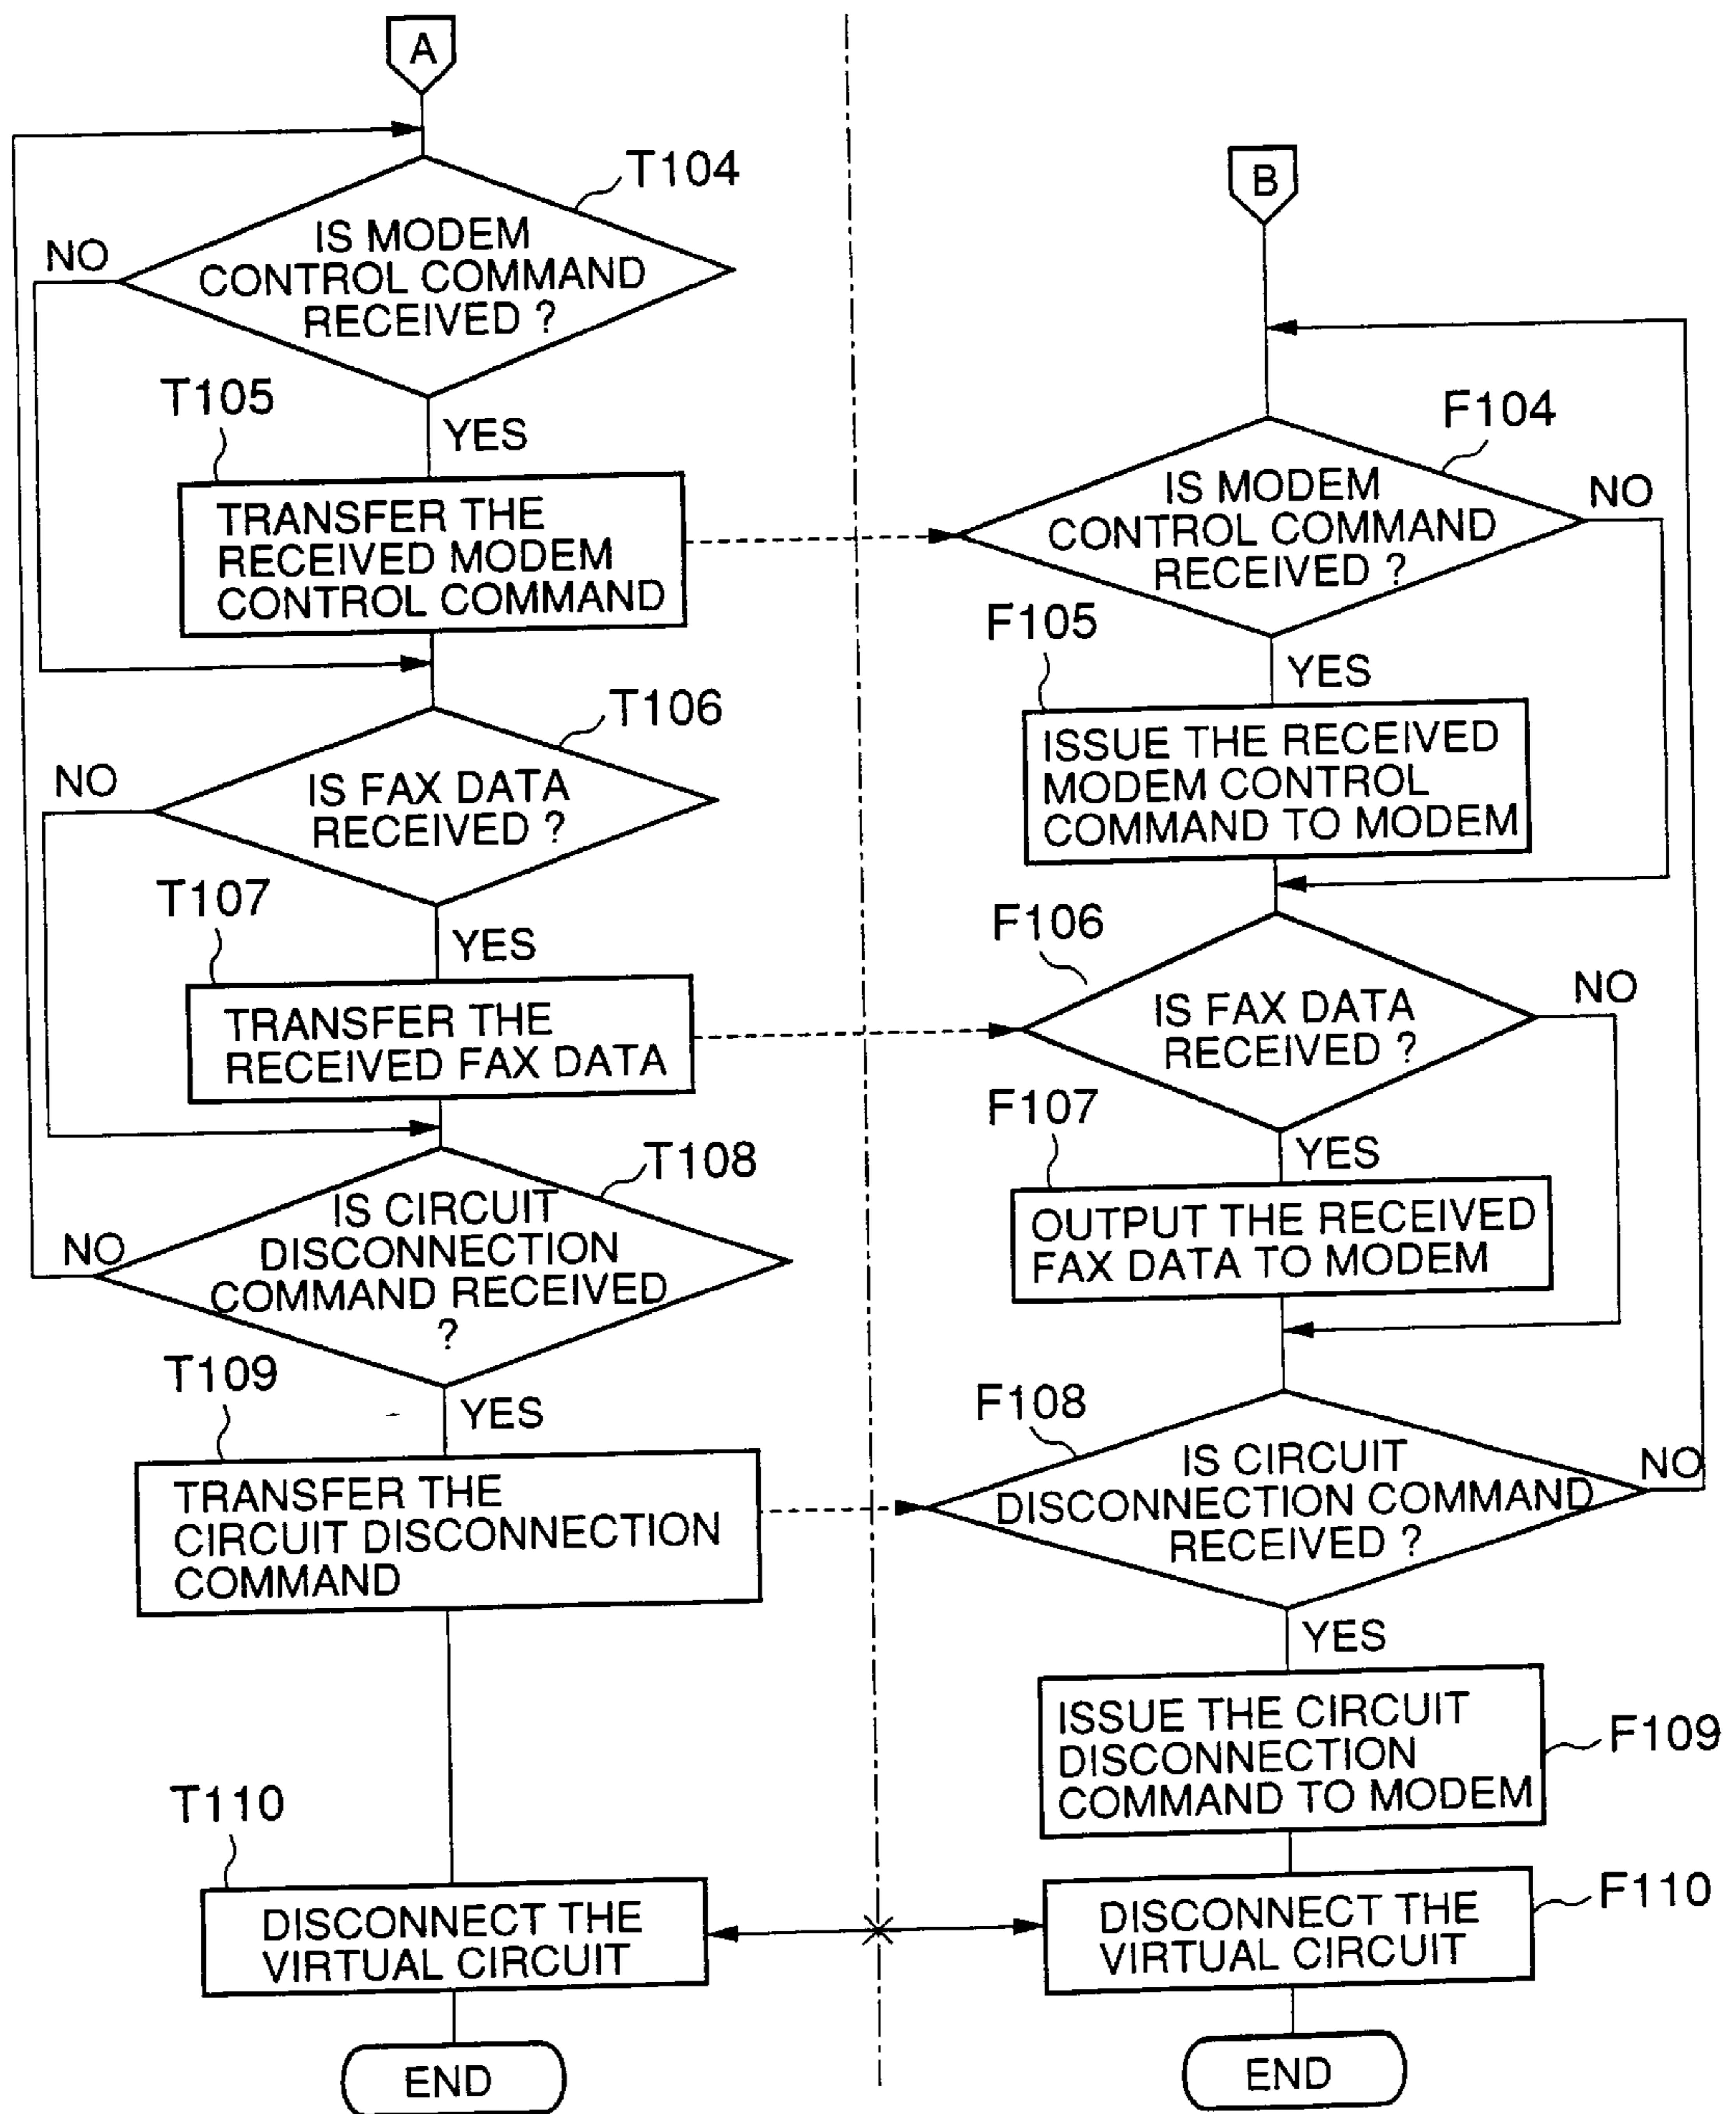 A
T104
IS MODEM
CONTROL COMMAND
RECEIVED ?
NO
YES
T105
TRANSFER THE
RECEIVED MODEM
CONTROL COMMAND
T106
IS FAX DATA
RECEIVED ?
NO
YES
T107
TRANSFER THE
RECEIVED FAX DATA
T108
IS CIRCUIT
DISCONNECTION
COMMAND RECEIVED
?
NO
YES
T109
TRANSFER THE
CIRCUIT DISCONNECTION
COMMAND
T110
DISCONNECT THE
VIRTUAL CIRCUIT
END
B
F104
IS MODEM
CONTROL COMMAND
RECEIVED ?
NO
YES
F105
ISSUE THE RECEIVED
MODEM CONTROL
COMMAND TO MODEM
F106
IS FAX DATA
RECEIVED ?
NO
YES
F107
OUTPUT THE RECEIVED
FAX DATA TO MODEM
F108
IS CIRCUIT
DISCONNECTION COMMAND
RECEIVED ?
NO
YES
ISSUE THE CIRCUIT
DISCONNECTION
COMMAND TO MODEM
F109
DISCONNECT THE
VIRTUAL CIRCUIT
F110
END